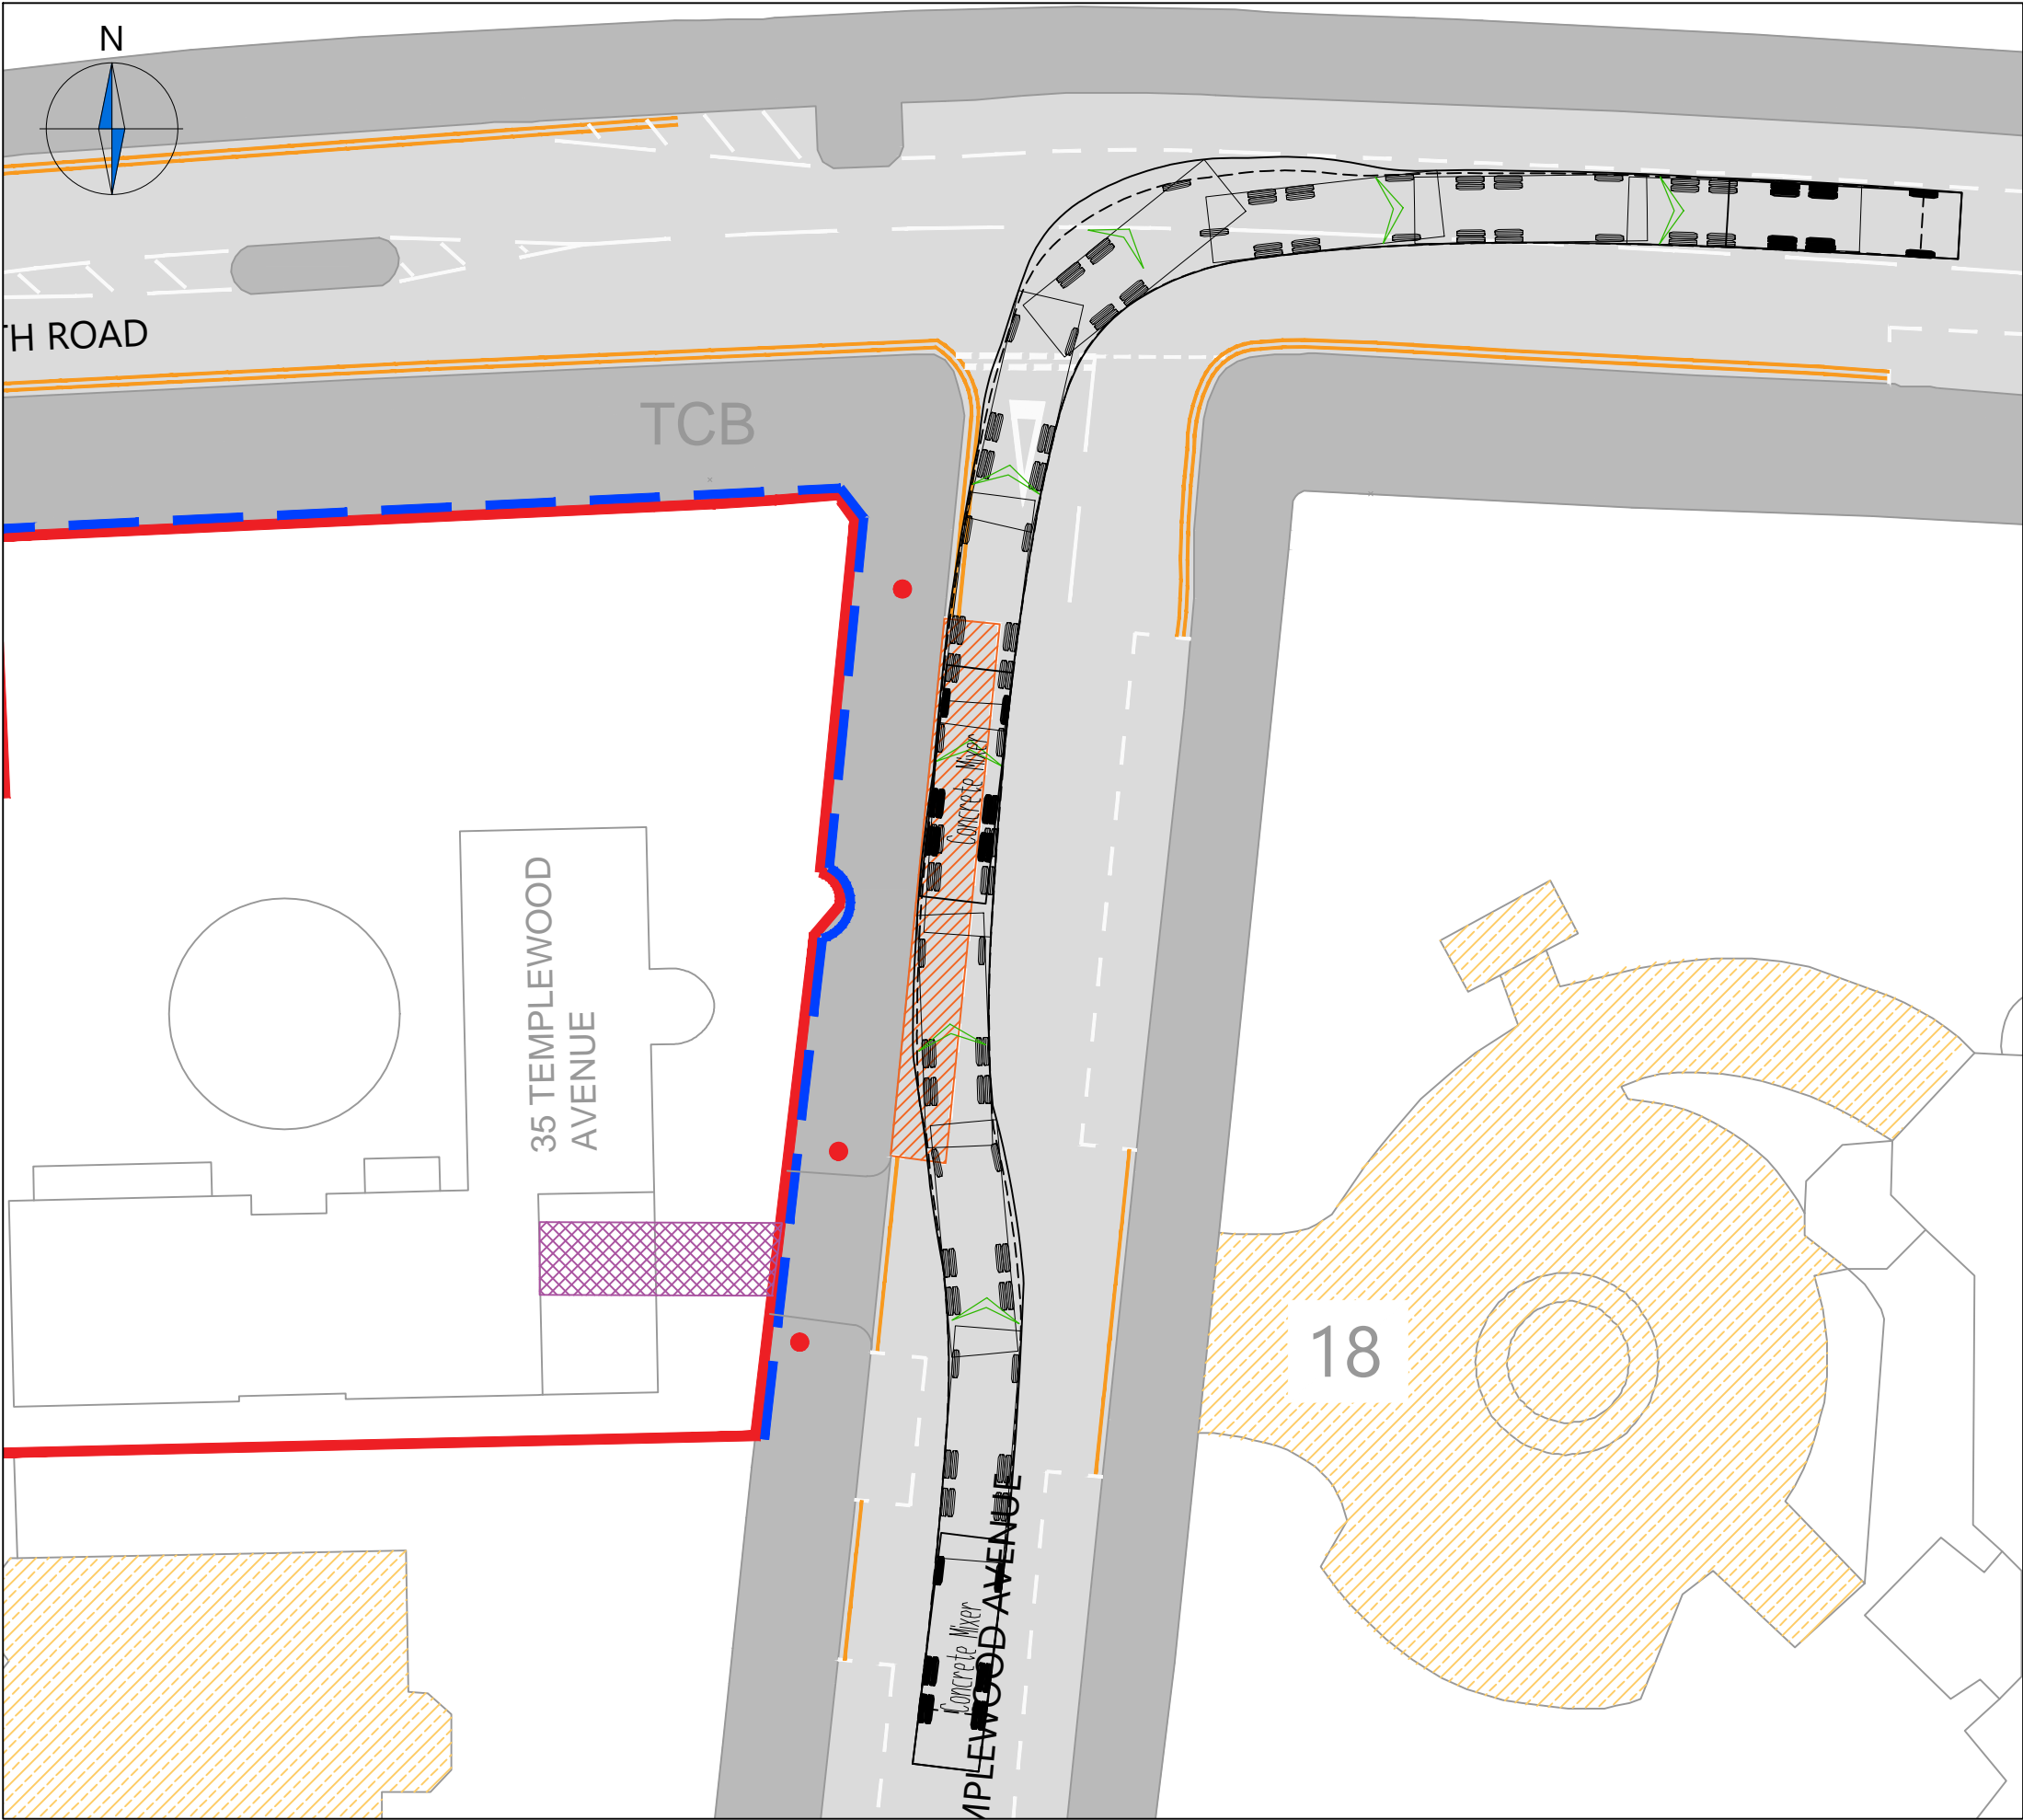 N
TH ROAD
TCB
Concrete Mixer
35 TEMPLEWOOD
AVENUE
18
Concrete Mixer
MPLEWOOD AVENUE